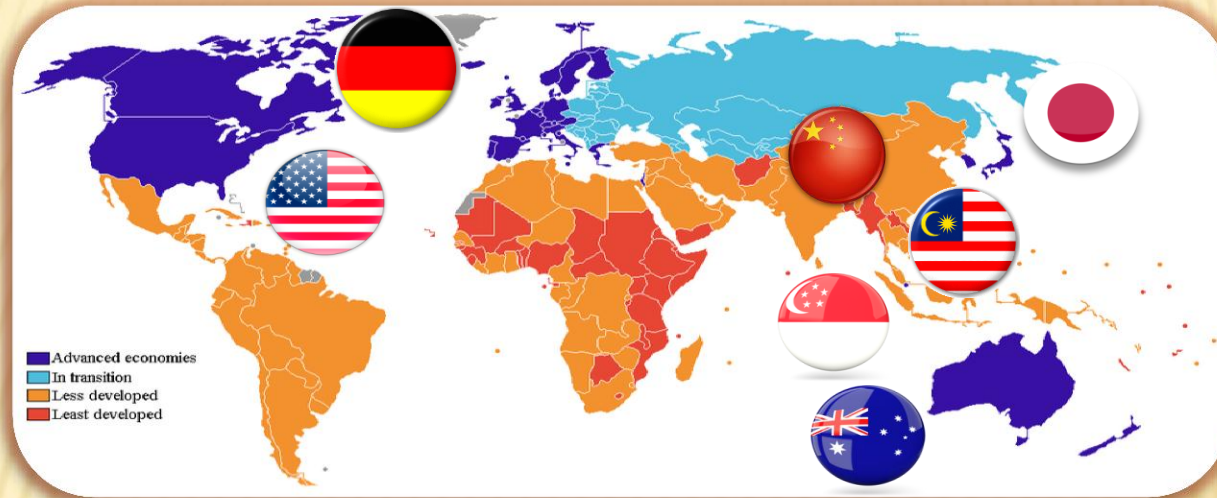 Advanced economies
In transition
Less developed
Least developed